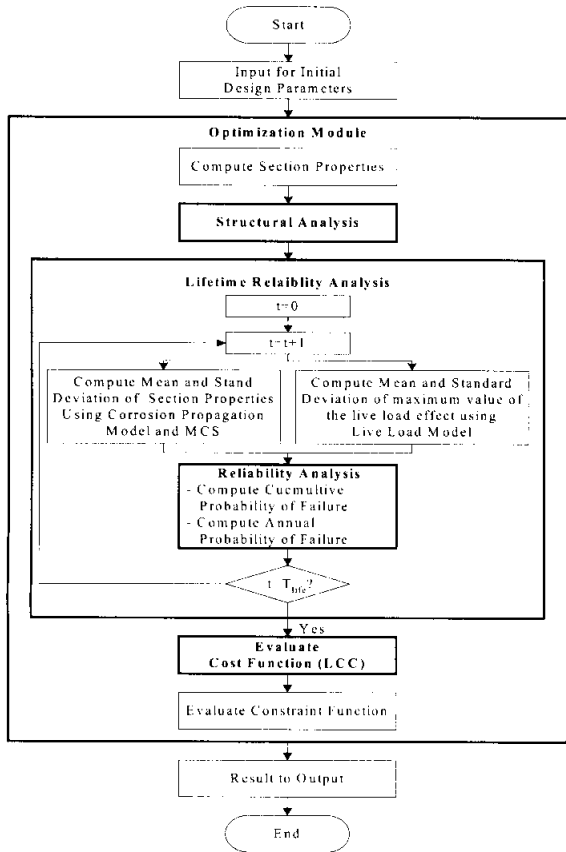 Start
Input for Initial
Design Parameters
Optimization Module
Compute Section Properties
Structural Analysis
Lifetime Relaiblity Analysis
t=0
t=t+1
Compute Mean and Stand
Deviation of Section Properties
Using Corrosion Propagation
Model and MCS
Compute Mean and Standard
Deviation of maximum value of
the live load effect using
Live Load Model
Reliability Analysis
- Compute Cucmultive
Probability of Failure
- Compute Annual
Probability of Failure
t T_life?
Yes
Evaluate
Cost Function (LCC)
Evaluate Constraint Function
Result to Output
End